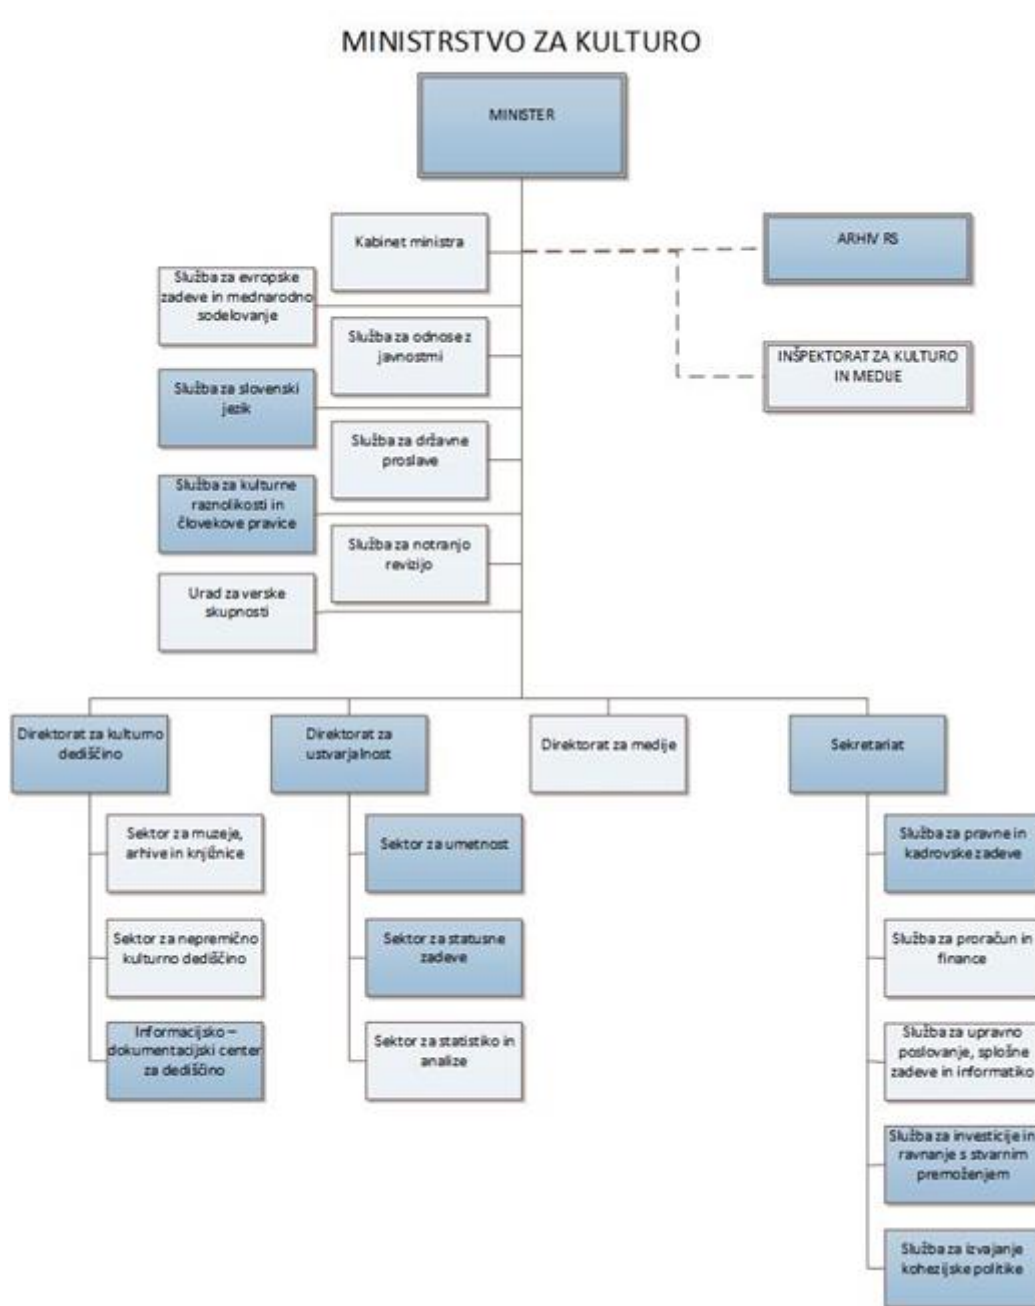 MINISTRSTVO ZA KULTURO
MINISTER
Kabinet ministra
ARHIV RS
Služba za evropske
zadeve in mednarodno
sodelovanje
Služba za odnose z
javnostmi
INŠPEKTORAT ZA KULTURO
IN MEDIJE
Služba za slovenski
jezik
Služba za državne
proslave
Služba za kulturne
raznolikosti in
človekove pravice
Služba za notranjo
revizijo
Urad za verske
skupnosti
Direktorat za kulturno
dediščino
Direktorat za
ustvarjalnost
Direktorat za medije
Sekretariat
Sektor za muzeje,
arhive in knjižnice
Sektor za umetnost
Služba za pravne in
kadrovske zadeve
Sektor za nepremično
kulturno dediščino
Sektor za statusne
zadeve
Služba za proračun in
finance
Informacijsko –
dokumentacijski center
za dediščino
Sektor za statistiko in
analize
Služba za upravno
poslovanje, splošne
zadeve in informatiko
Služba za investicije in
ravnanje s stvarnim
premoženjem
Služba za izvajanje
kohezijske politike